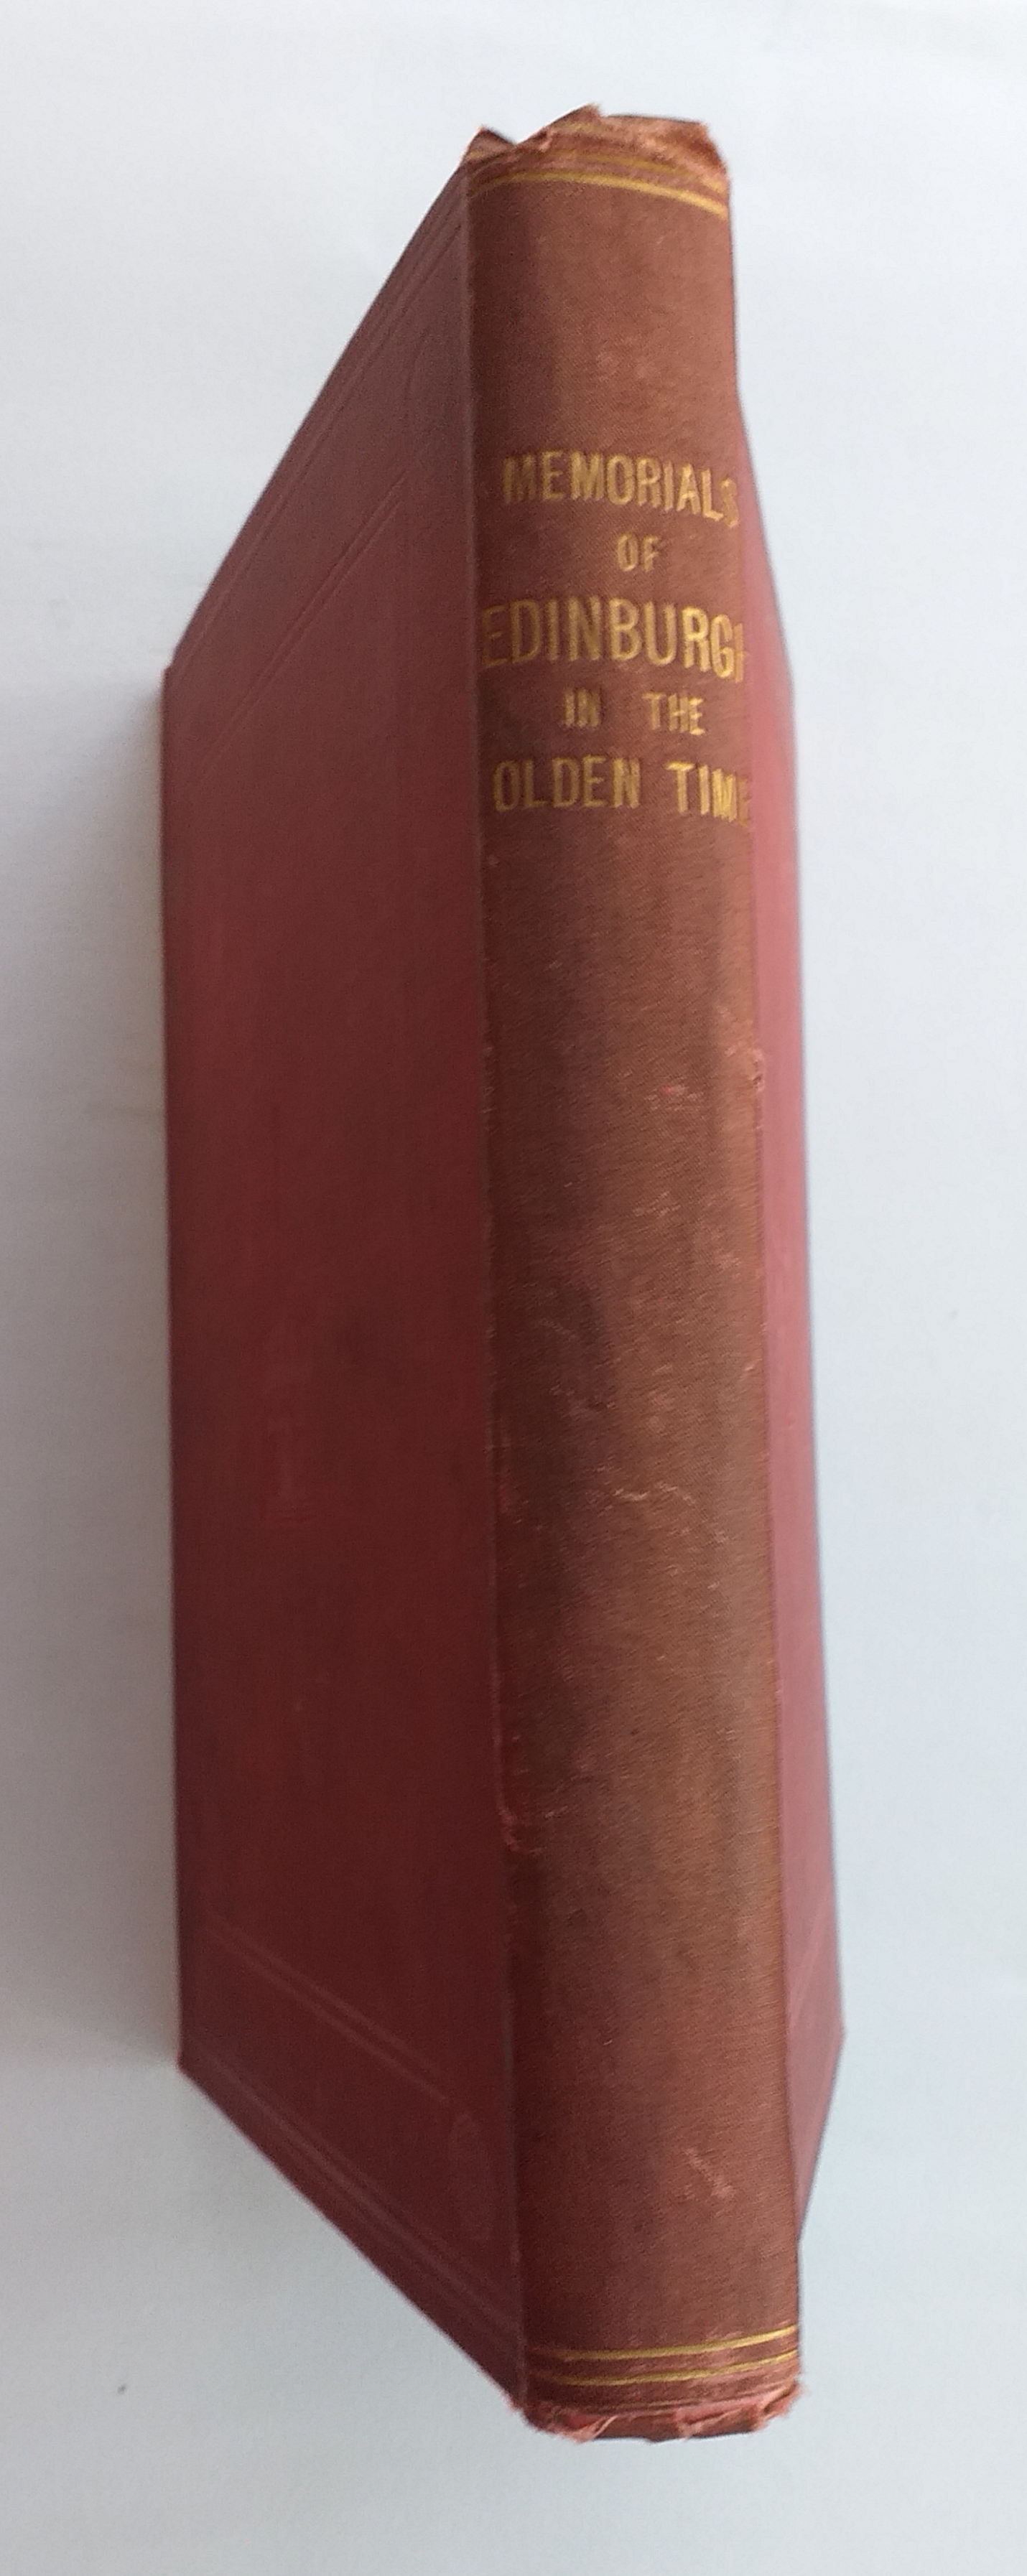 MEMORIALS
OF
EDINBURGH
IN THE
OLDEN TIME